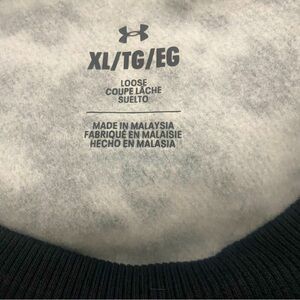 XL/TG/EG
LOOSE
COUPE LÂCHE
SUELTO
MADE IN MALAYSIA
FABRIQUÉ EN MALAISIE
HECHO EN MALASIA